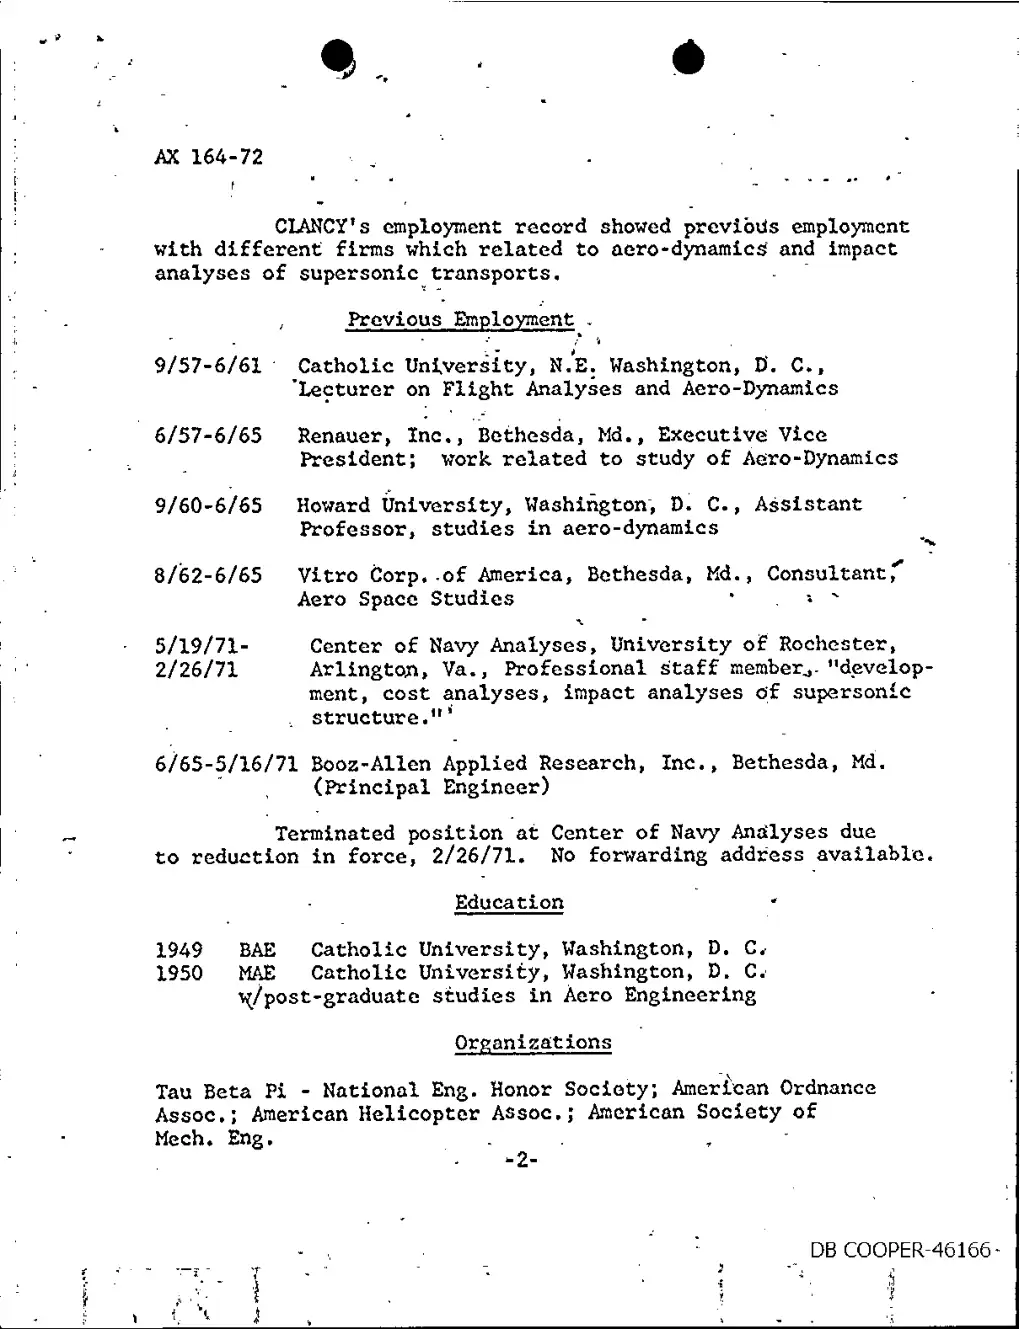 AX 164-72
CLANCY's employment record showed previous employment
with different firms which related to aero-dynamics and impact
analyses of supersonic transports.
Previous Employment
9/57-6/61 Catholic University, N.E. Washington, D. C.,
Lecturer on Flight Analyses and Aero-Dynamics
6/57-6/65 Renauer, Inc., Bethesda, Md., Executive Vice
President; work related to study of Aero-Dynamics
9/60-6/65 Howard University, Washington, D. C., Assistant
Professor, studies in aero-dynamics
8/62-6/65 Vitro Corp. of America, Bethesda, Md., Consultant,
Aero Space Studies
5/19/71- Center of Navy Analyses, University of Rochester,
2/26/71 Arlington, Va., Professional staff member, "develop-
ment, cost analyses, impact analyses of supersonic
structure."
6/65-5/16/71 Booz-Allen Applied Research, Inc., Bethesda, Md.
(Principal Engineer)
Terminated position at Center of Navy Analyses due
to reduction in force, 2/26/71. No forwarding address available.
Education
1949 BAE Catholic University, Washington, D. C.
1950 MAE Catholic University, Washington, D. C.
w/post-graduate studies in Aero Engineering
Organizations
Tau Beta Pi - National Eng. Honor Society; American Ordnance
Assoc.; American Helicopter Assoc.; American Society of
Mech. Eng.
-2-
DB COOPER-46166